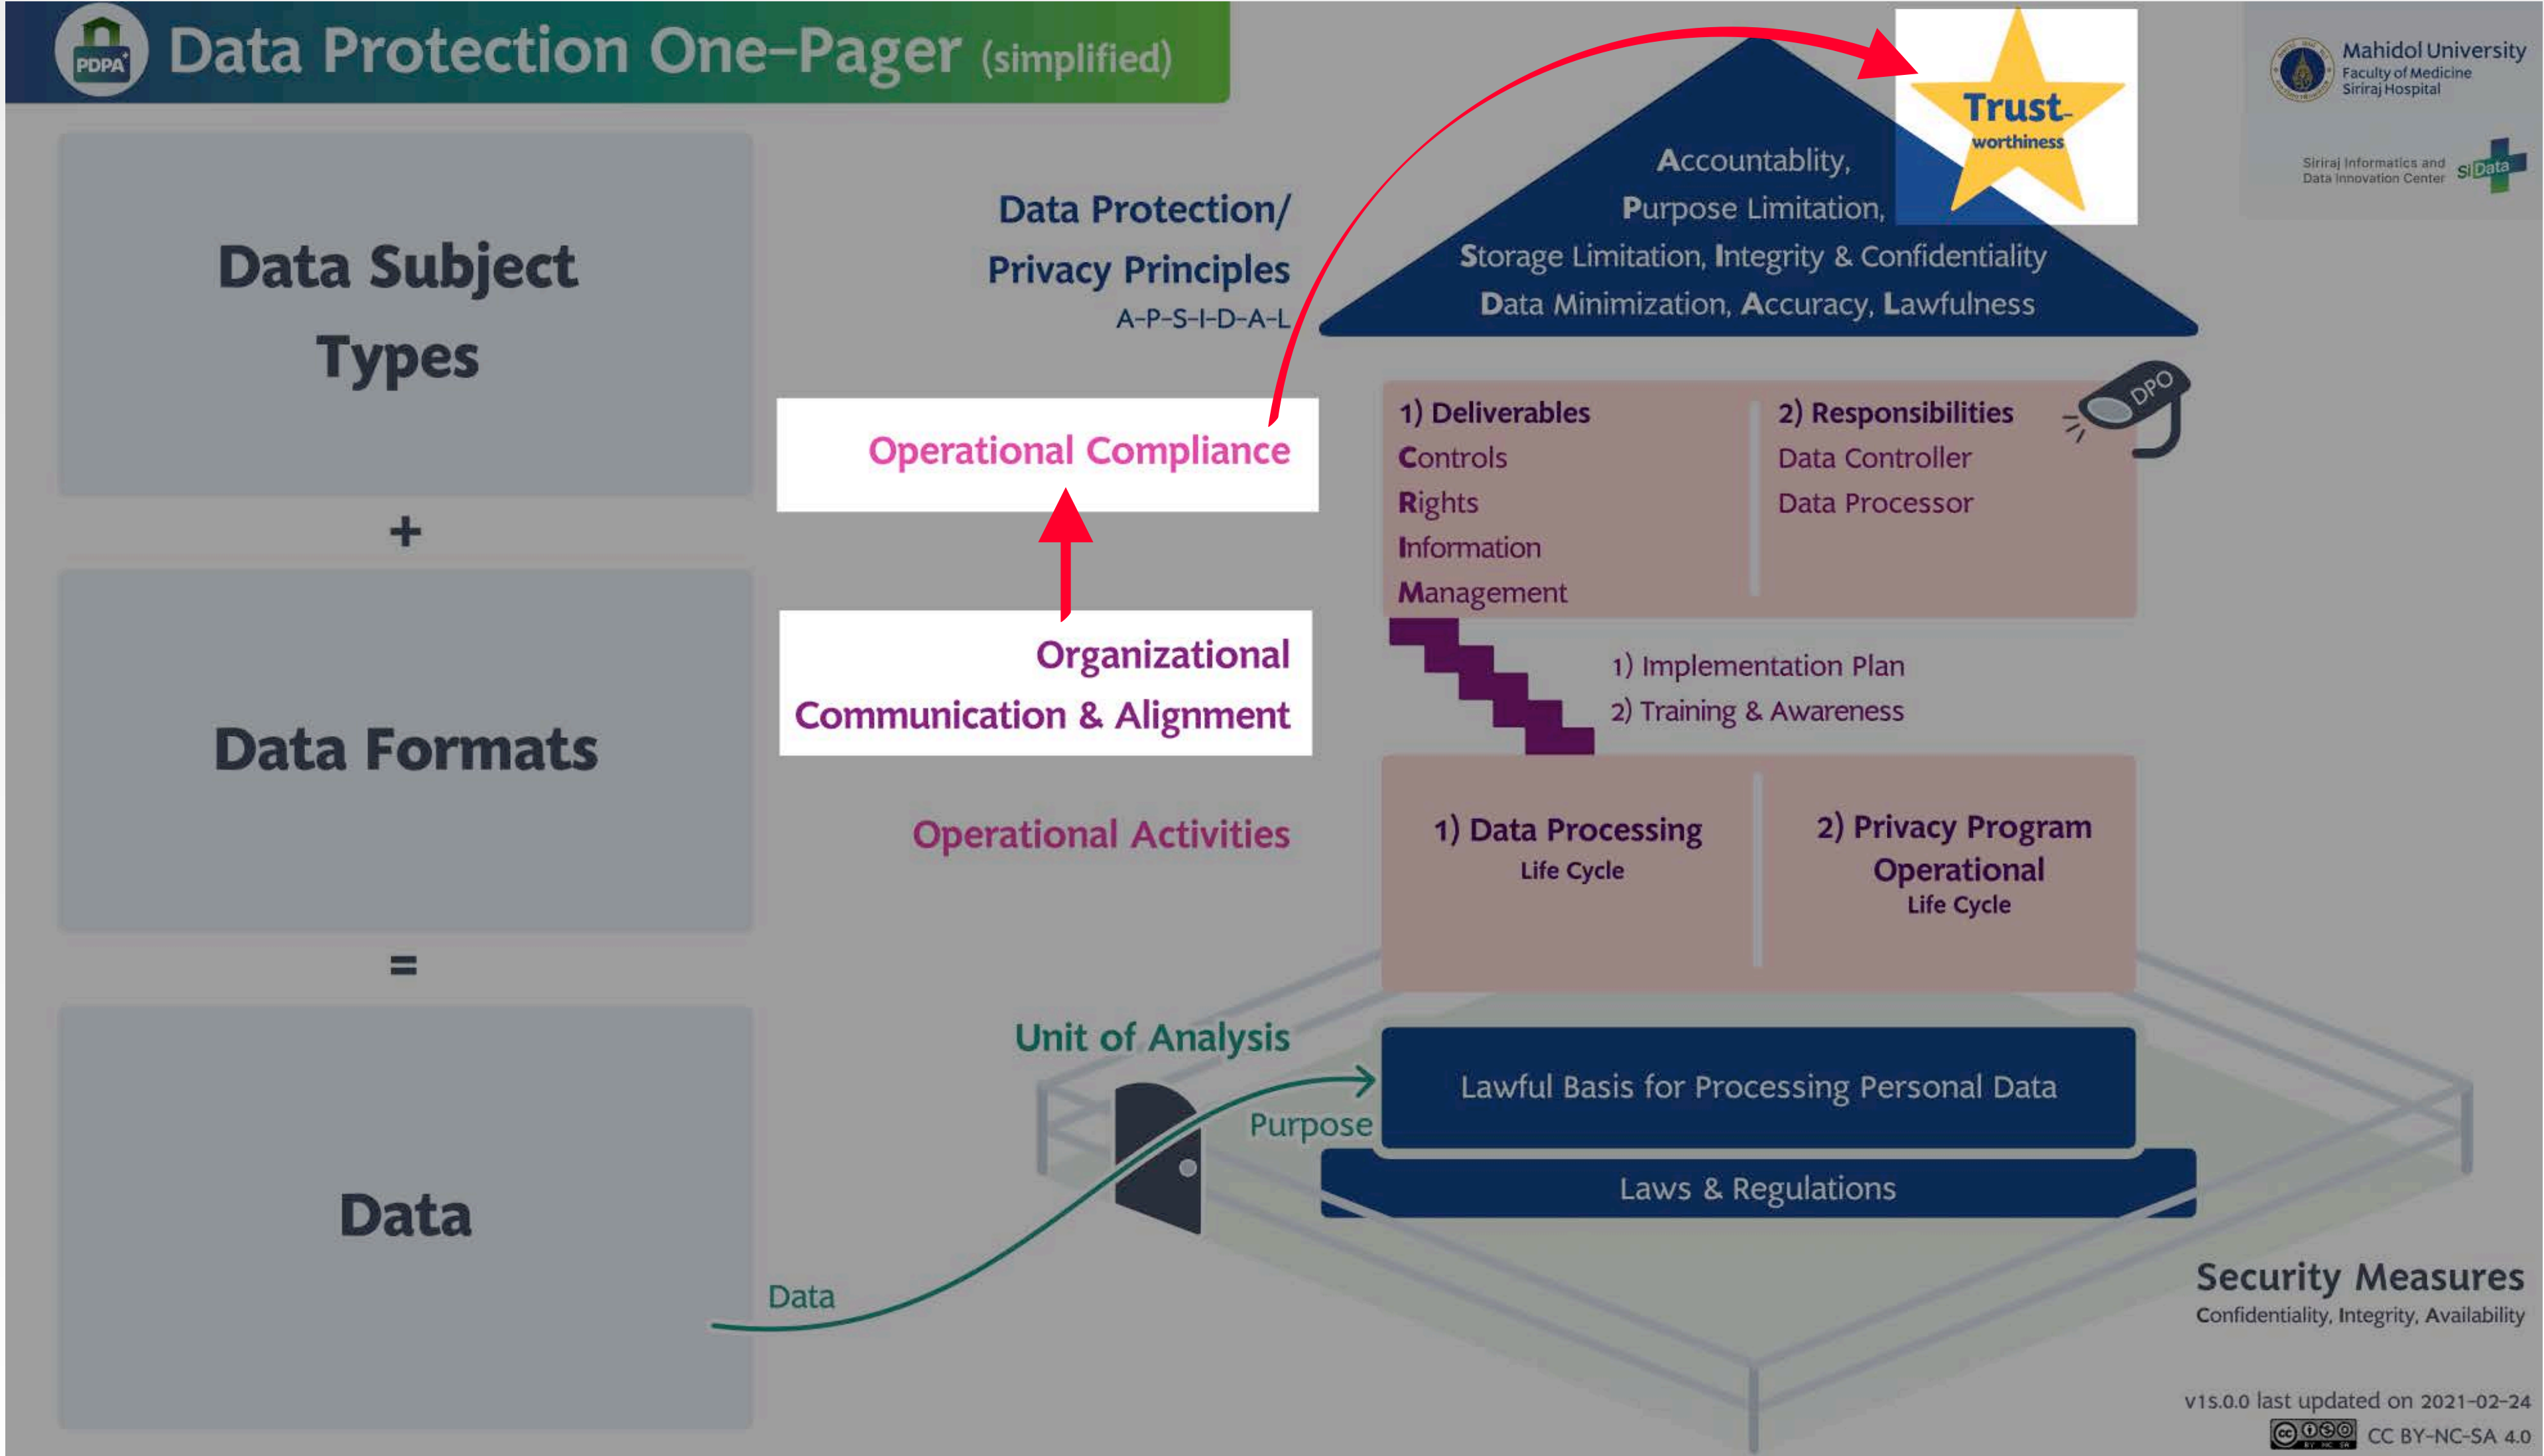 PDPA+
Data Protection One-Pager (simplified)
Trust-
worthiness
Mahidol University
Faculty of Medicine
Siriraj Hospital
Siriraj Informatics and
Data Innovation Center
SiData
Data Subject
Types
+
Data Formats
=
Data
Data Protection/
Privacy Principles
A-P-S-I-D-A-L
Accountablity,
Purpose Limitation,
Storage Limitation, Integrity & Confidentiality
Data Minimization, Accuracy, Lawfulness
Operational Compliance
1) Deliverables
Controls
Rights
Information
Management
2) Responsibilities
Data Controller
Data Processor
DPO
Organizational
Communication & Alignment
1) Implementation Plan
2) Training & Awareness
Operational Activities
1) Data Processing
Life Cycle
2) Privacy Program
Operational
Life Cycle
Unit of Analysis
Data
Purpose
Lawful Basis for Processing Personal Data
Laws & Regulations
Security Measures
Confidentiality, Integrity, Availability
v1s.0.0 last updated on 2021-02-24
CC BY-NC-SA 4.0